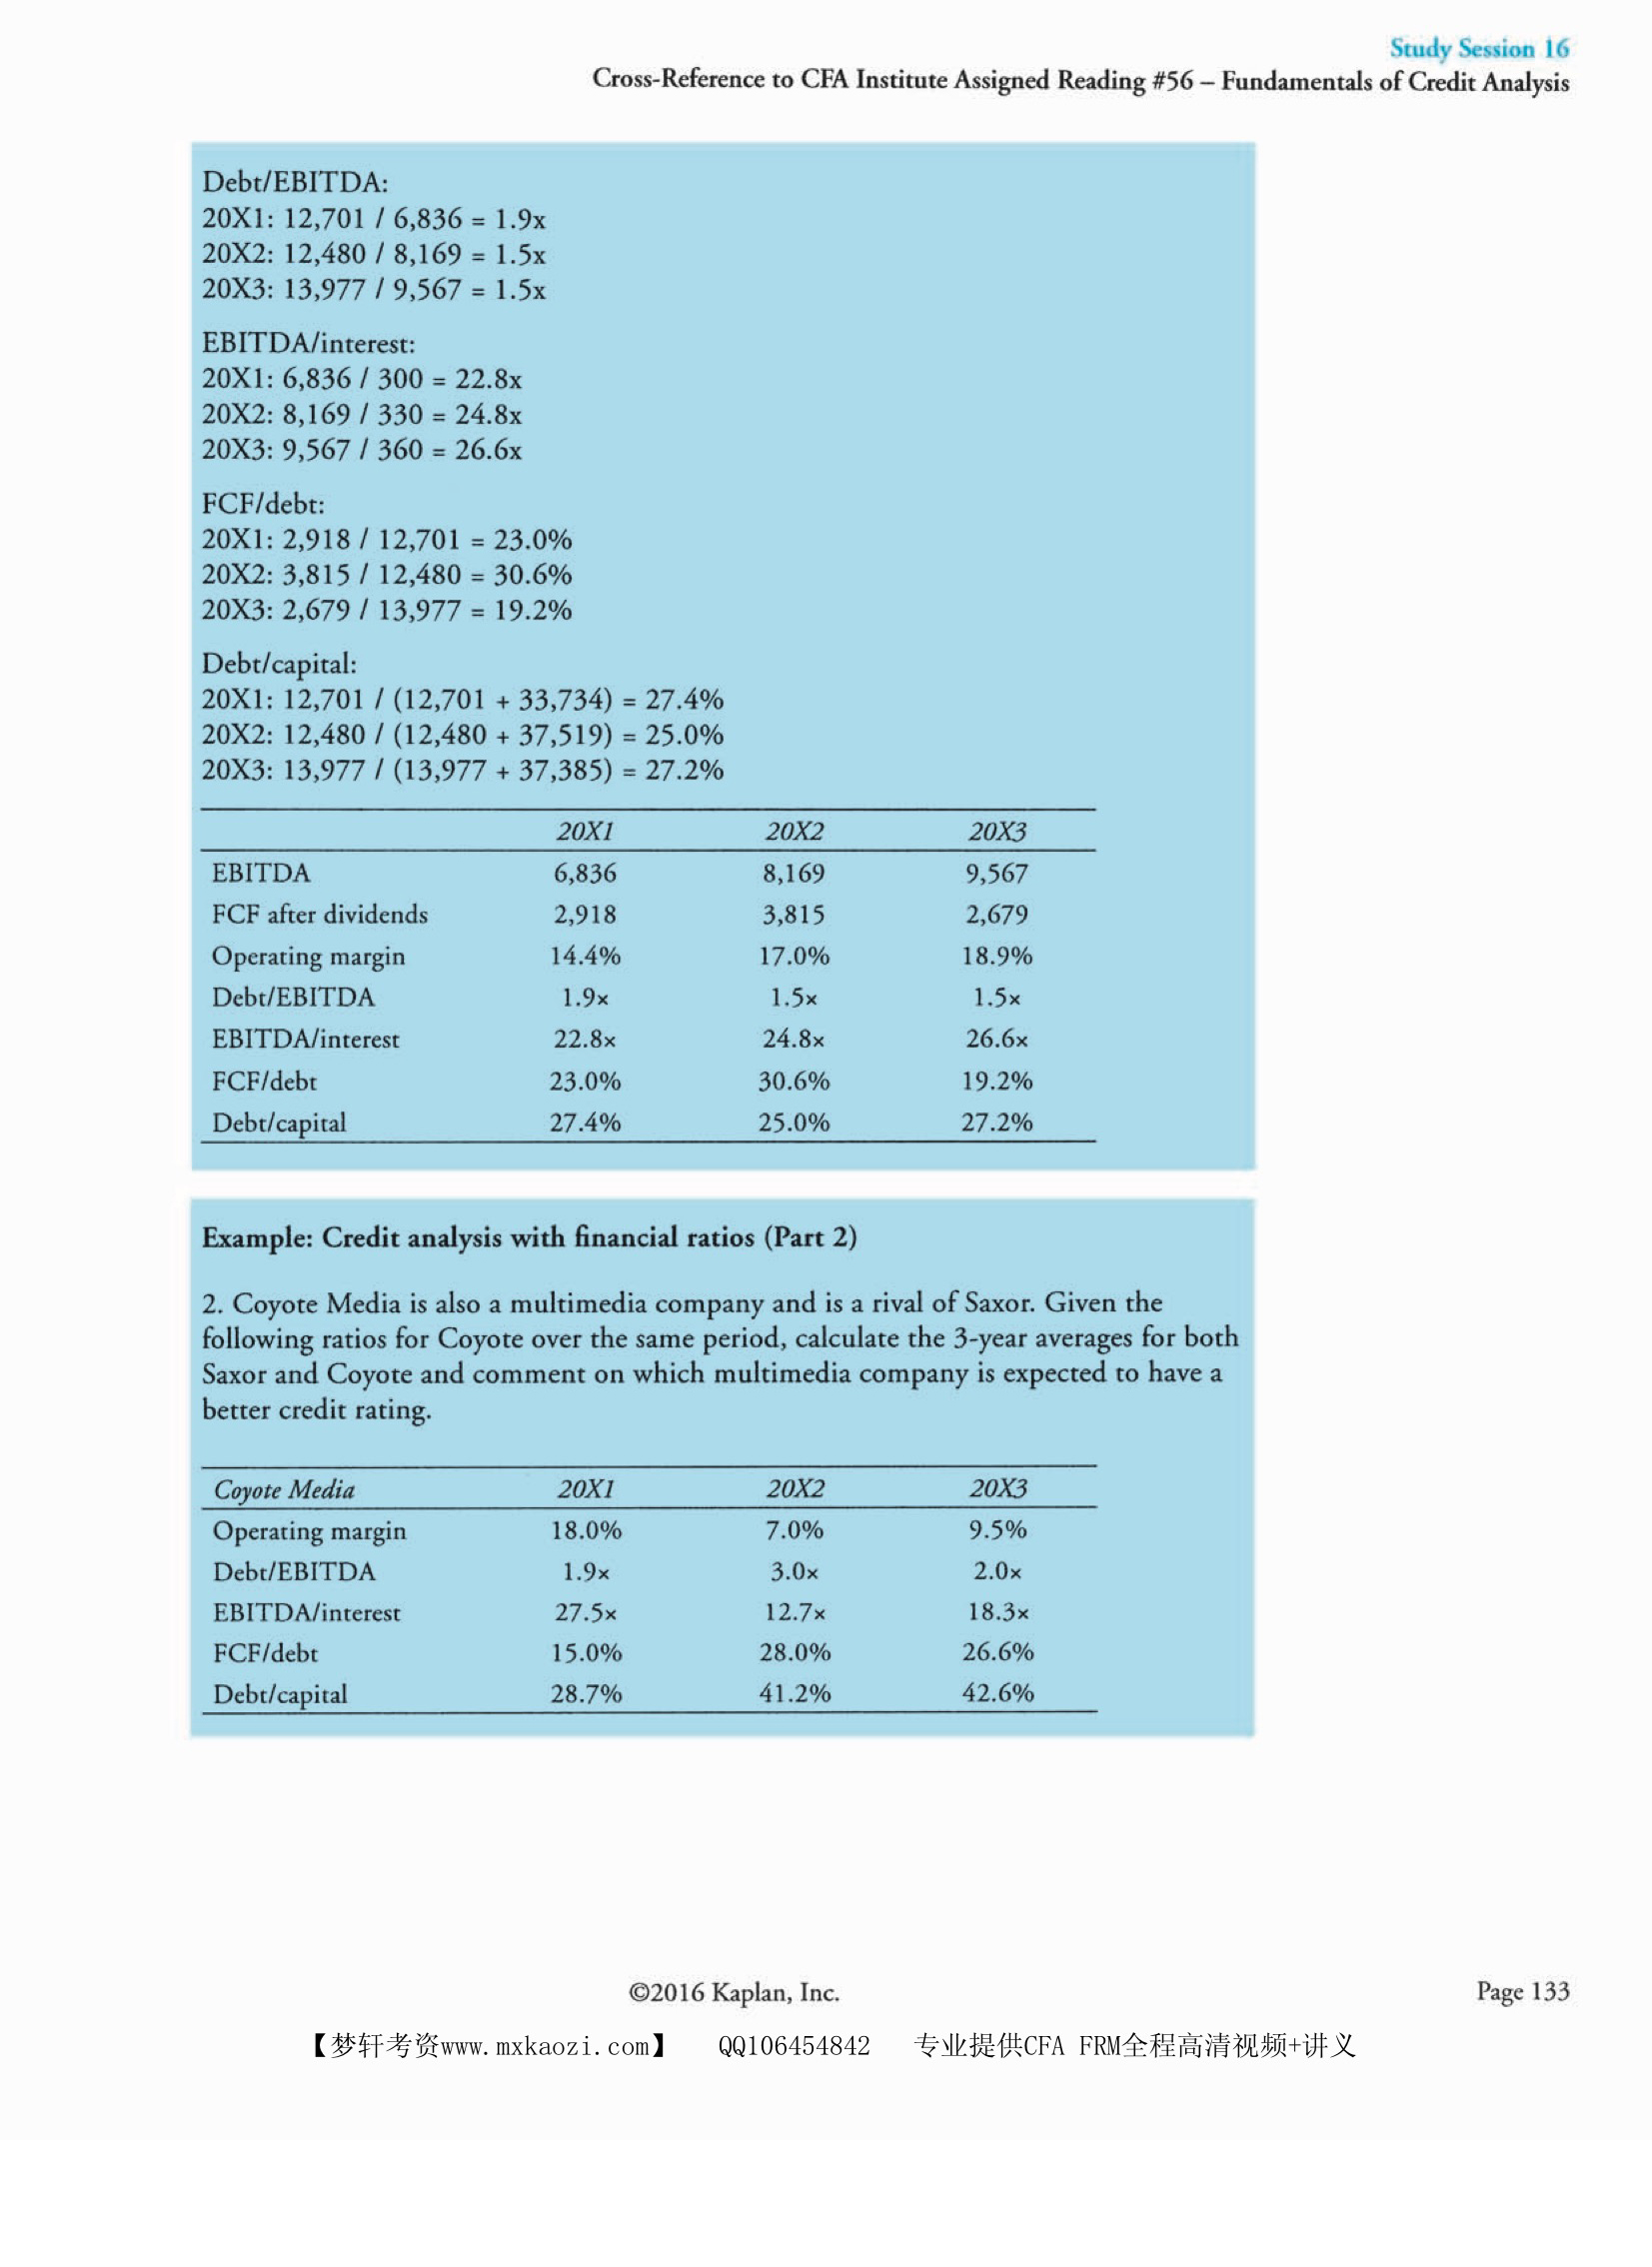 Study Session 16
Cross-Reference to CFA Institute Assigned Reading #56 – Fundamentals of Credit Analysis
Debt/EBITDA:
20X1: 12,701 / 6,836 = 1.9x
20X2: 12,480 / 8,169 = 1.5x
20X3: 13,977 / 9,567 = 1.5x
EBITDA/interest:
20X1: 6,836 / 300 = 22.8x
20X2: 8,169 / 330 = 24.8x
20X3: 9,567 / 360 = 26.6x
FCF/debt:
20X1: 2,918 / 12,701 = 23.0%
20X2: 3,815 / 12,480 = 30.6%
20X3: 2,679 / 13,977 = 19.2%
Debt/capital:
20X1: 12,701 / (12,701 + 33,734) = 27.4%
20X2: 12,480 / (12,480 + 37,519) = 25.0%
20X3: 13,977 / (13,977 + 37,385) = 27.2%
20X1 20X2 20X3
EBITDA 6,836 8,169 9,567
FCF after dividends 2,918 3,815 2,679
Operating margin 14.4% 17.0% 18.9%
Debt/EBITDA 1.9× 1.5× 1.5×
EBITDA/interest 22.8× 24.8× 26.6×
FCF/debt 23.0% 30.6% 19.2%
Debt/capital 27.4% 25.0% 27.2%
Example: Credit analysis with financial ratios (Part 2)
2. Coyote Media is also a multimedia company and is a rival of Saxor. Given the
following ratios for Coyote over the same period, calculate the 3-year averages for both
Saxor and Coyote and comment on which multimedia company is expected to have a
better credit rating.
Coyote Media 20X1 20X2 20X3
Operating margin 18.0% 7.0% 9.5%
Debt/EBITDA 1.9× 3.0× 2.0×
EBITDA/interest 27.5× 12.7× 18.3×
FCF/debt 15.0% 28.0% 26.6%
Debt/capital 28.7% 41.2% 42.6%
©2016 Kaplan, Inc.
Page 133
【梦轩考资www.mxkaozi.com】 QQ106454842 专业提供CFA FRM全程高清视频+讲义